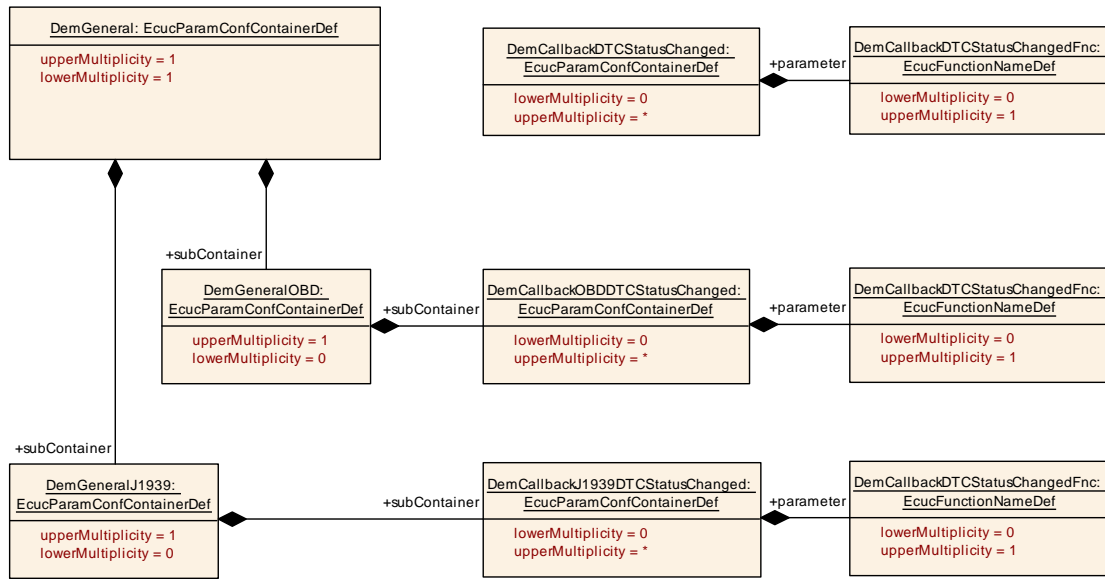 DemGeneral: EcucParamConfContainerDef
upperMultiplicity = 1
lowerMultiplicity = 1
DemCallbackDTCStatusChanged:
EcucParamConfContainerDef
lowerMultiplicity = 0
upperMultiplicity = *
+parameter
DemCallbackDTCStatusChangedFnc:
EcucFunctionNameDef
lowerMultiplicity = 0
upperMultiplicity = 1
+subContainer
DemGeneralOBD:
EcucParamConfContainerDef
upperMultiplicity = 1
lowerMultiplicity = 0
+subContainer
DemCallbackOBDDTCStatusChanged:
EcucParamConfContainerDef
lowerMultiplicity = 0
upperMultiplicity = *
+parameter
DemCallbackDTCStatusChangedFnc:
EcucFunctionNameDef
lowerMultiplicity = 0
upperMultiplicity = 1
+subContainer
DemGeneralJ1939:
EcucParamConfContainerDef
upperMultiplicity = 1
lowerMultiplicity = 0
+subContainer
DemCallbackJ1939DTCStatusChanged:
EcucParamConfContainerDef
lowerMultiplicity = 0
upperMultiplicity = *
+parameter
DemCallbackDTCStatusChangedFnc:
EcucFunctionNameDef
lowerMultiplicity = 0
upperMultiplicity = 1